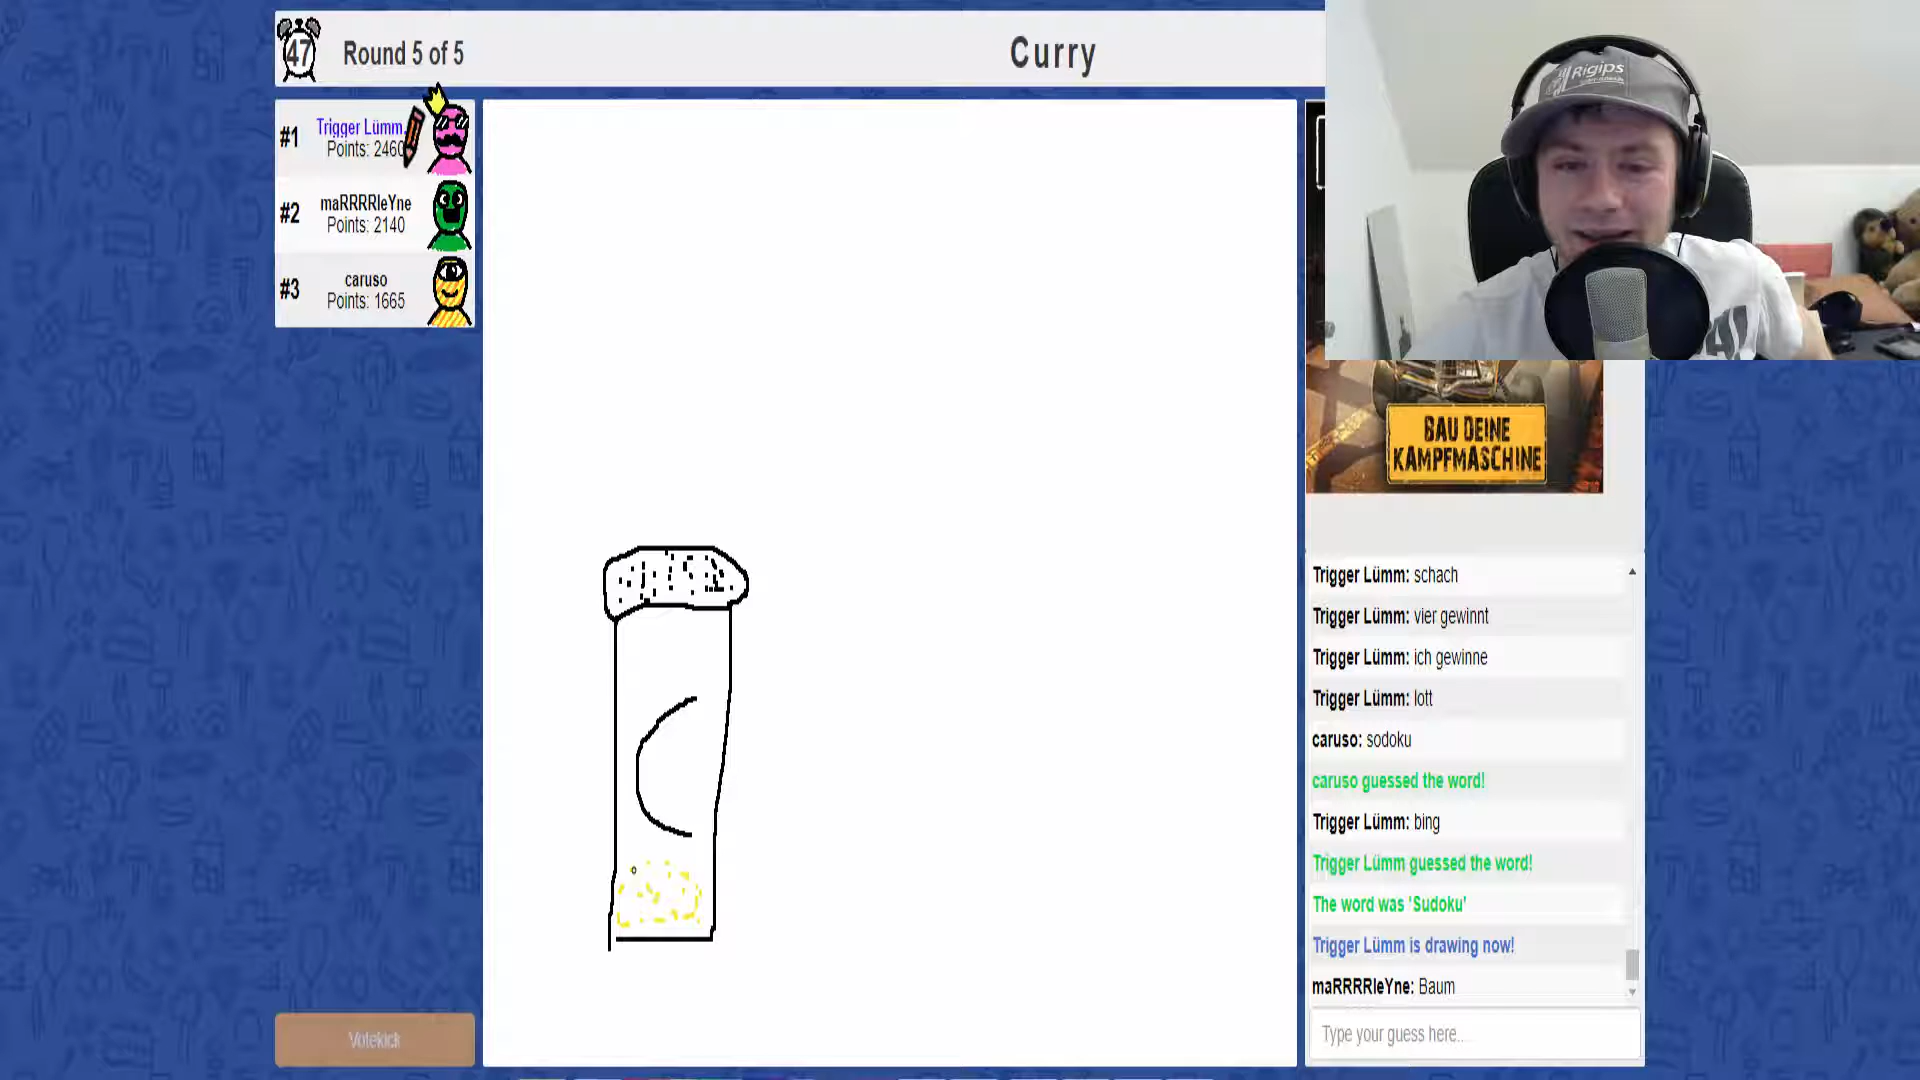 47
Round 5 of 5
Curry
Rigips
#1
Trigger Lümm.
Points: 2460
#2
maRRRRleYne
Points: 2140
#3
caruso
Points: 1665
BAU DEINE
KAMPFMASCHINE
Trigger Lümm: schach
Trigger Lümm: vier gewinnt
Trigger Lümm: ich gewinne
Trigger Lümm: lott
caruso: sodoku
caruso guessed the word!
Trigger Lümm: bing
Trigger Lümm guessed the word!
The word was 'Sudoku'
Trigger Lümm is drawing now!
maRRRRleYne: Baum
Type your guess here...
Votekick